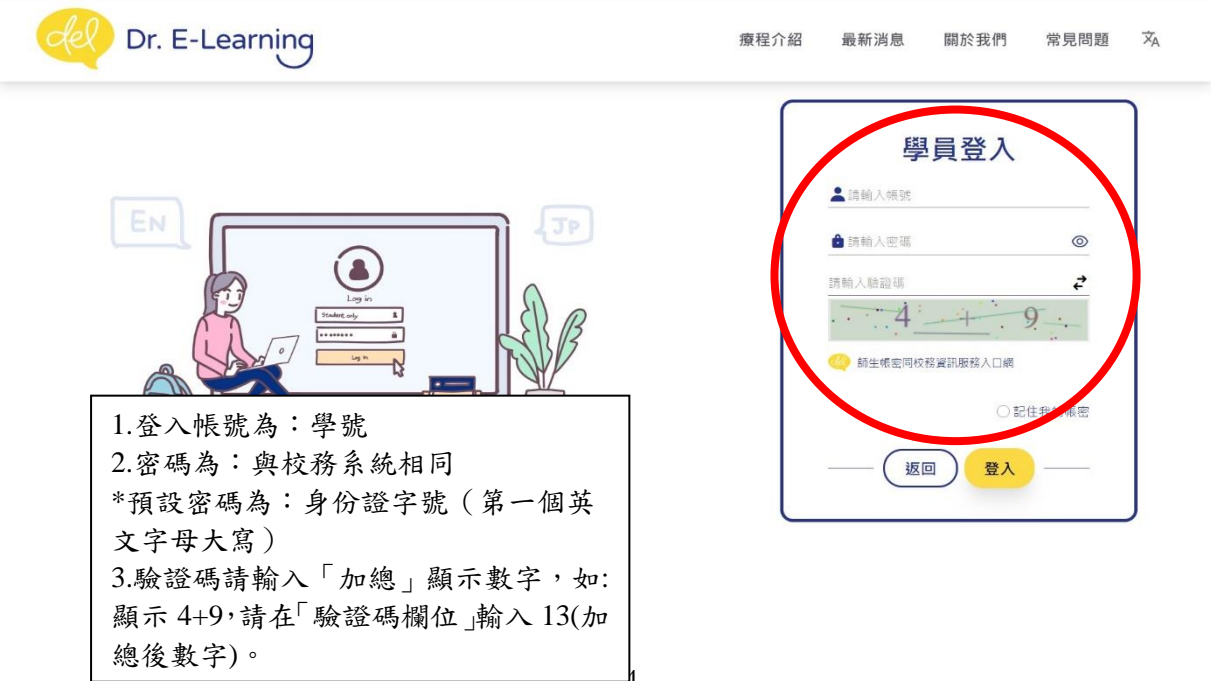 del Dr. E-Learning
療程介紹 最新消息 關於我們 常見問題 文A
學員登入
請輸入帳號
請輸入密碼
請輸入驗證碼
4 + 9
師生帳密同校務資訊服務入口網
記住我的帳密
返回 登入
EN
JP
Log in
Student only
Log in
1.登入帳號為：學號
2.密碼為：與校務系統相同
*預設密碼為：身份證字號（第一個英
文字母大寫）
3.驗證碼請輸入「加總」顯示數字，如:
顯示 4+9，請在「驗證碼欄位」輸入 13(加
總後數字)。